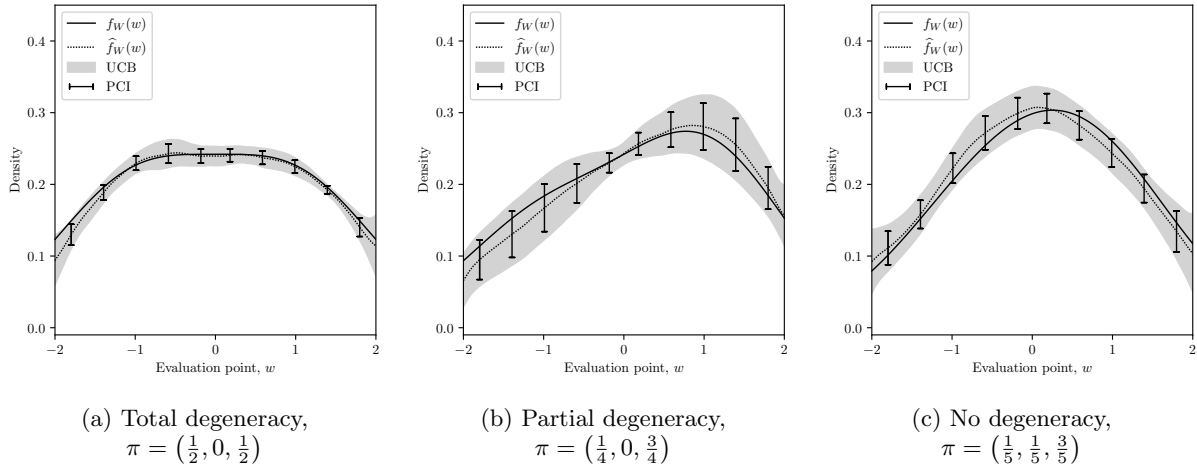 0.4
0.3
0.2
0.1
0.0
Density
f_W(w)
f̂_W(w)
UCB
PCI
−2 −1 0 1 2
Evaluation point, w
(a) Total degeneracy,
π = (1/2, 0, 1/2)
0.4
0.3
0.2
0.1
0.0
Density
f_W(w)
f̂_W(w)
UCB
PCI
−2 −1 0 1 2
Evaluation point, w
(b) Partial degeneracy,
π = (1/4, 0, 3/4)
0.4
0.3
0.2
0.1
0.0
Density
f_W(w)
f̂_W(w)
UCB
PCI
−2 −1 0 1 2
Evaluation point, w
(c) No degeneracy,
π = (1/5, 1/5, 3/5)